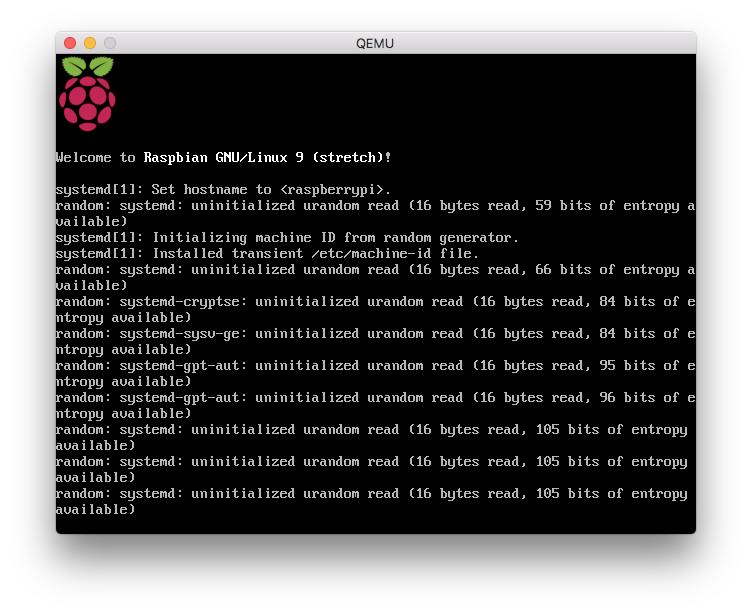 QEMU
Welcome to Raspbian GNU/Linux 9 (stretch)!
systemd[1]: Set hostname to <raspberrypi>.
random: systemd: uninitialized urandom read (16 bytes read, 59 bits of entropy a
vailable)
systemd[1]: Initializing machine ID from random generator.
systemd[1]: Installed transient /etc/machine-id file.
random: systemd: uninitialized urandom read (16 bytes read, 66 bits of entropy a
vailable)
random: systemd-cryptse: uninitialized urandom read (16 bytes read, 84 bits of e
ntropy available)
random: systemd-sysv-ge: uninitialized urandom read (16 bytes read, 84 bits of e
ntropy available)
random: systemd-gpt-aut: uninitialized urandom read (16 bytes read, 95 bits of e
ntropy available)
random: systemd-gpt-aut: uninitialized urandom read (16 bytes read, 96 bits of e
ntropy available)
random: systemd: uninitialized urandom read (16 bytes read, 105 bits of entropy
available)
random: systemd: uninitialized urandom read (16 bytes read, 105 bits of entropy
available)
random: systemd: uninitialized urandom read (16 bytes read, 105 bits of entropy
available)